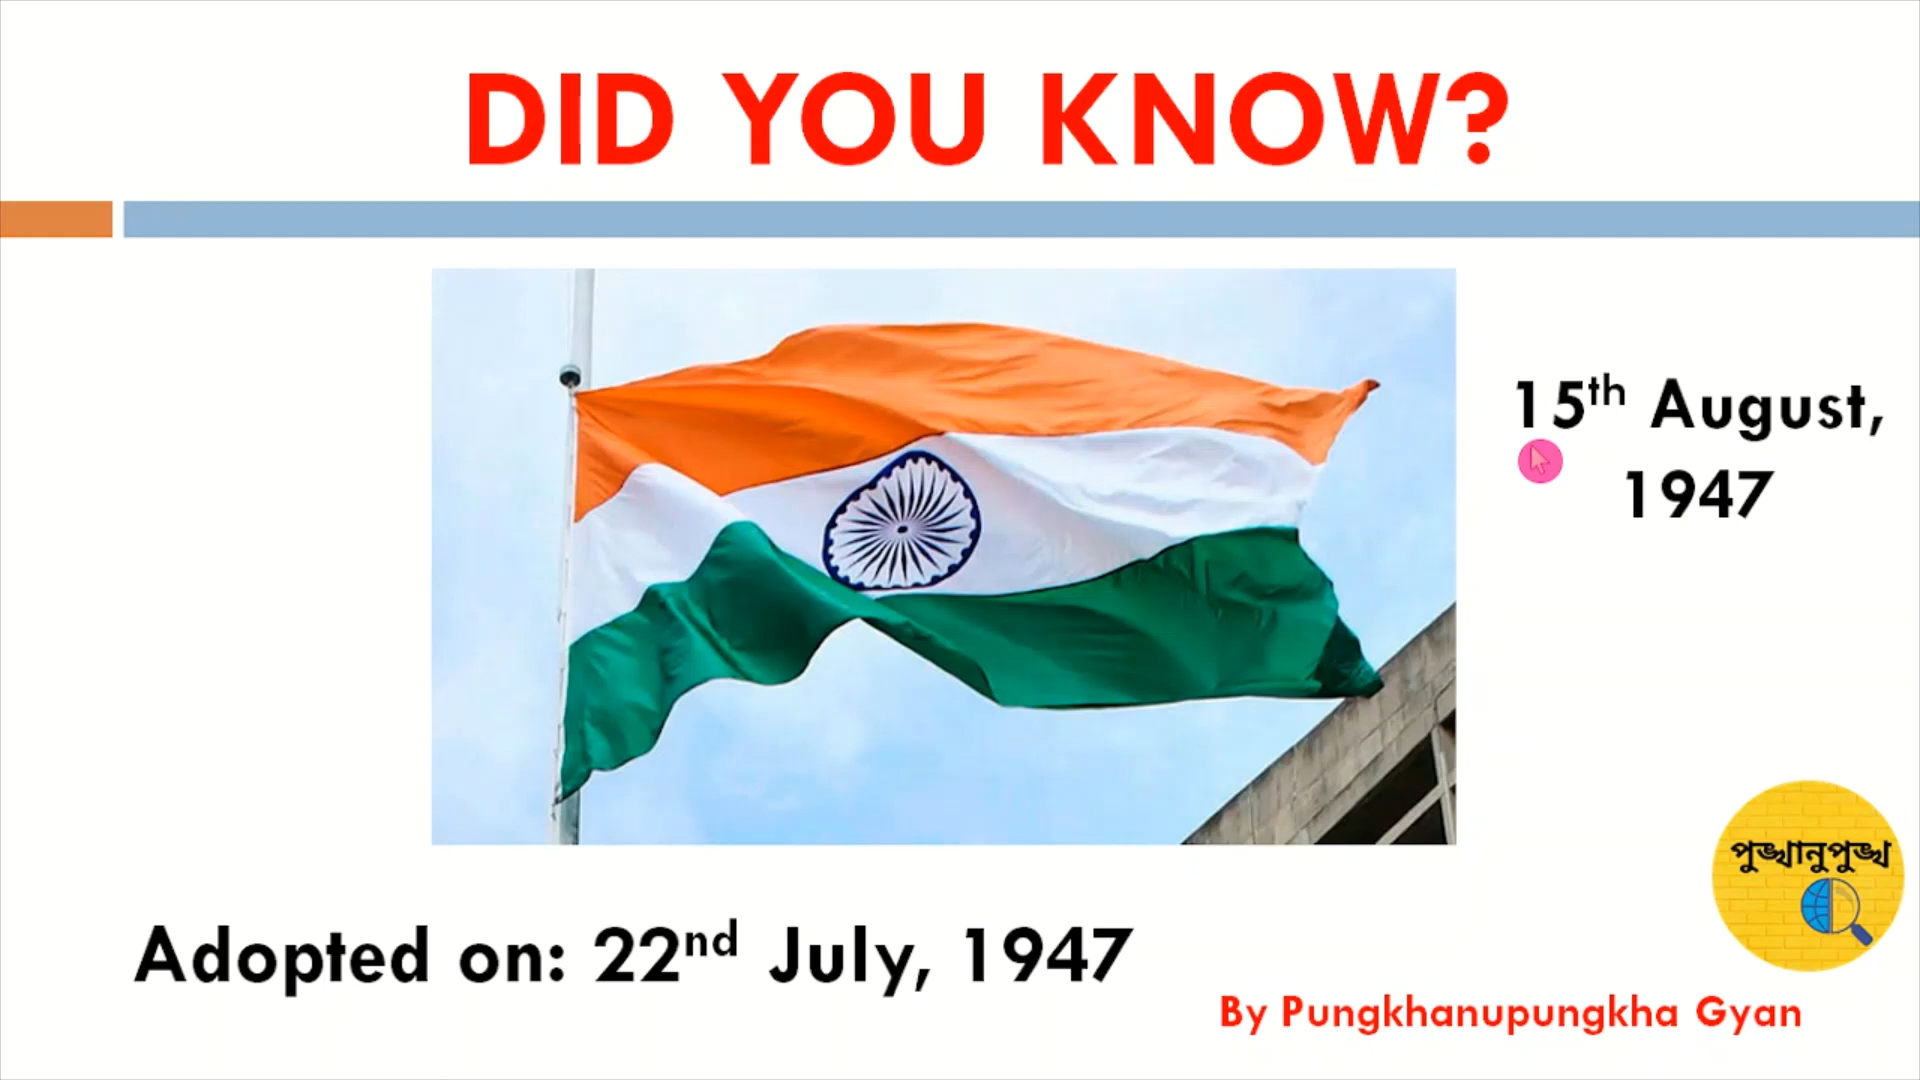 DID YOU KNOW?
15th August,
1947
পুঙ্খানুপুঙ্খ
Adopted on: 22nd July, 1947
By Pungkhanupungkha Gyan